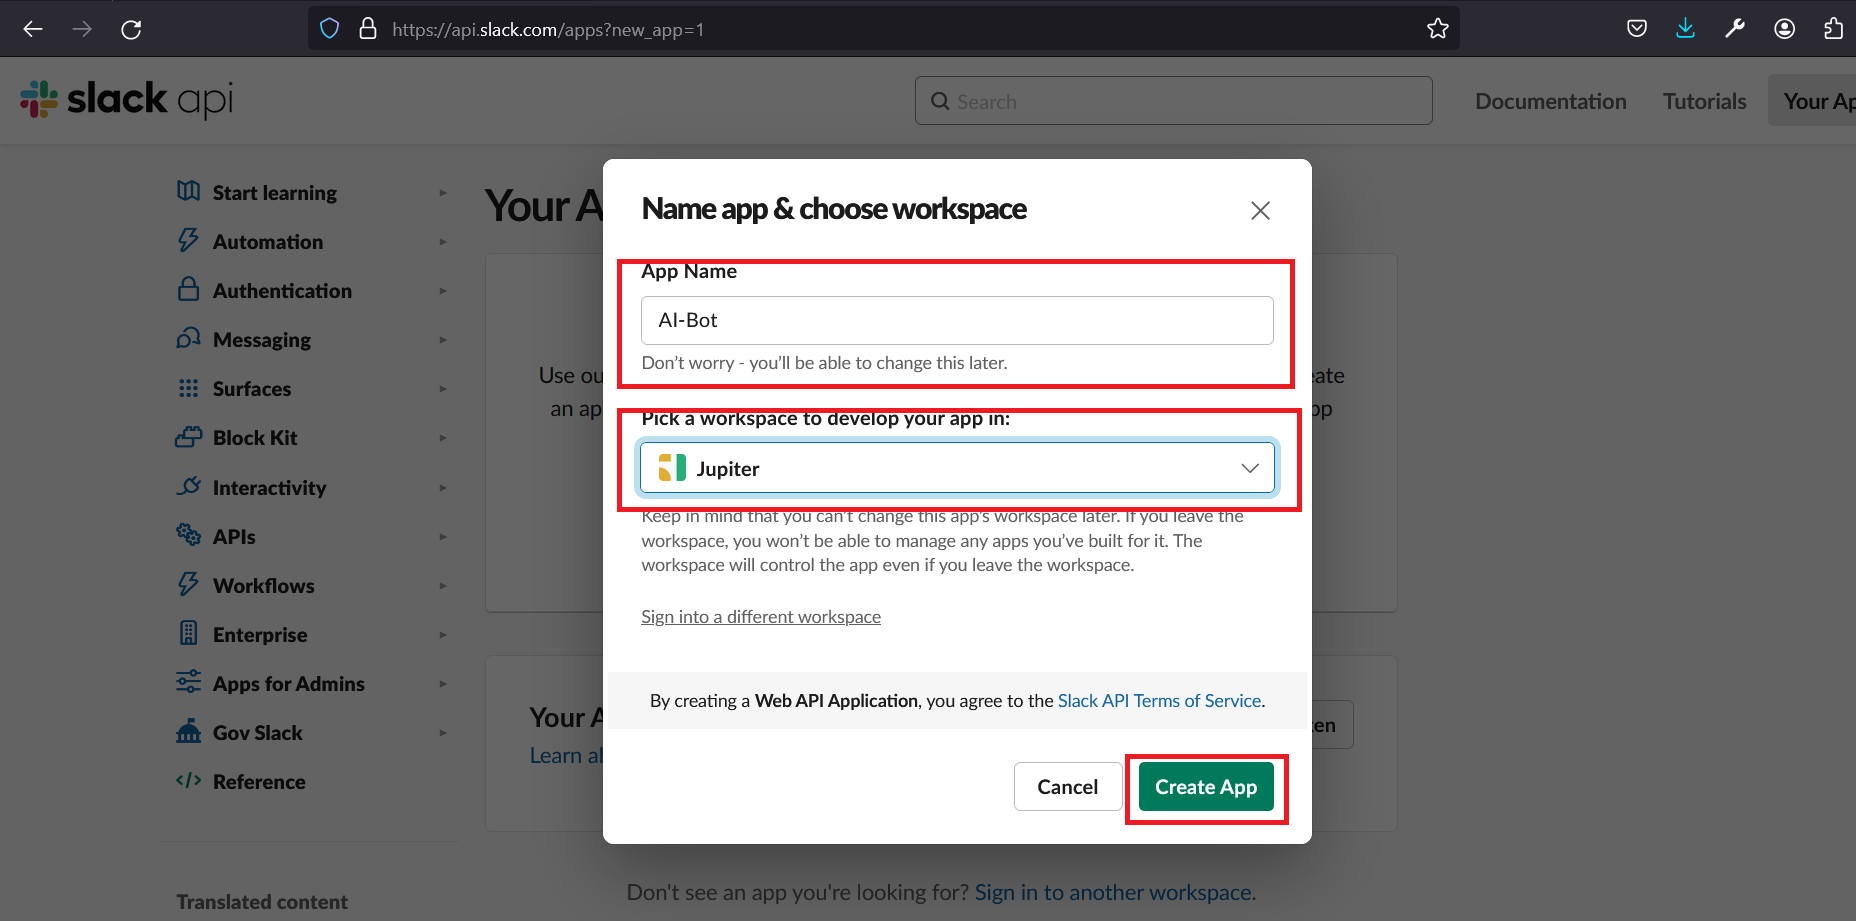 https://api.slack.com/apps?new_app=1
slack api
Search
Documentation
Tutorials
Your Ap
Start learning
Automation
Authentication
Messaging
Surfaces
Block Kit
Interactivity
APIs
Workflows
Enterprise
Apps for Admins
Gov Slack
Reference
Translated content
Your A
Use ou
eate
an ap
pp
Name app & choose workspace
App Name
AI-Bot
Don’t worry - you’ll be able to change this later.
Pick a workspace to develop your app in:
Jupiter
Keep in mind that you can’t change this app’s workspace later. If you leave the
workspace, you won’t be able to manage any apps you’ve built for it. The
workspace will control the app even if you leave the workspace.
Sign into a different workspace
By creating a Web API Application, you agree to the Slack API Terms of Service.
Cancel
Create App
Your A
Learn al
ken
Don't see an app you're looking for? Sign in to another workspace.